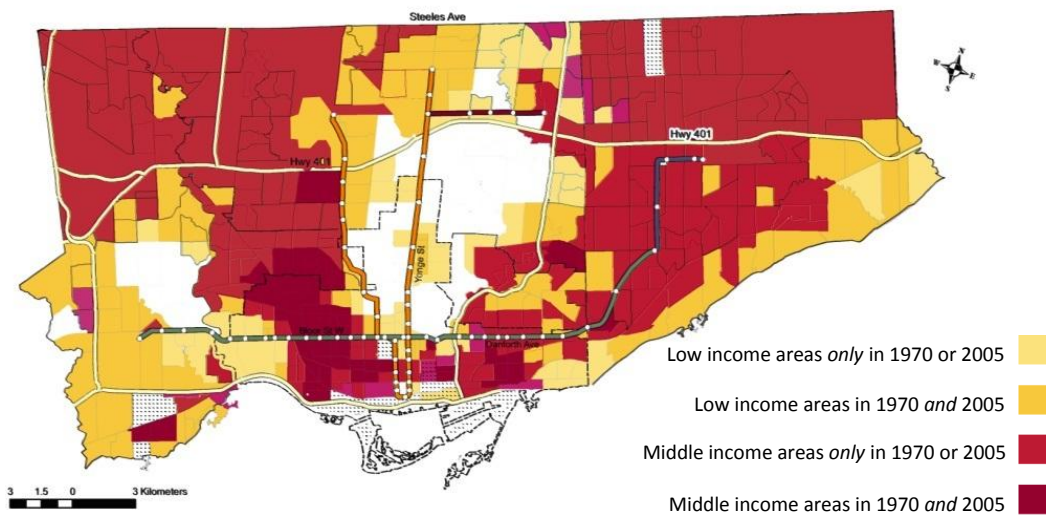 Steeles Ave
N
W
E
S
Hwy 401
Hwy 401
Yonge St
Bloor St W
Danforth Ave
Low income areas only in 1970 or 2005
Low income areas in 1970 and 2005
Middle income areas only in 1970 or 2005
Middle income areas in 1970 and 2005
3 1.5 0 3 Kilometers